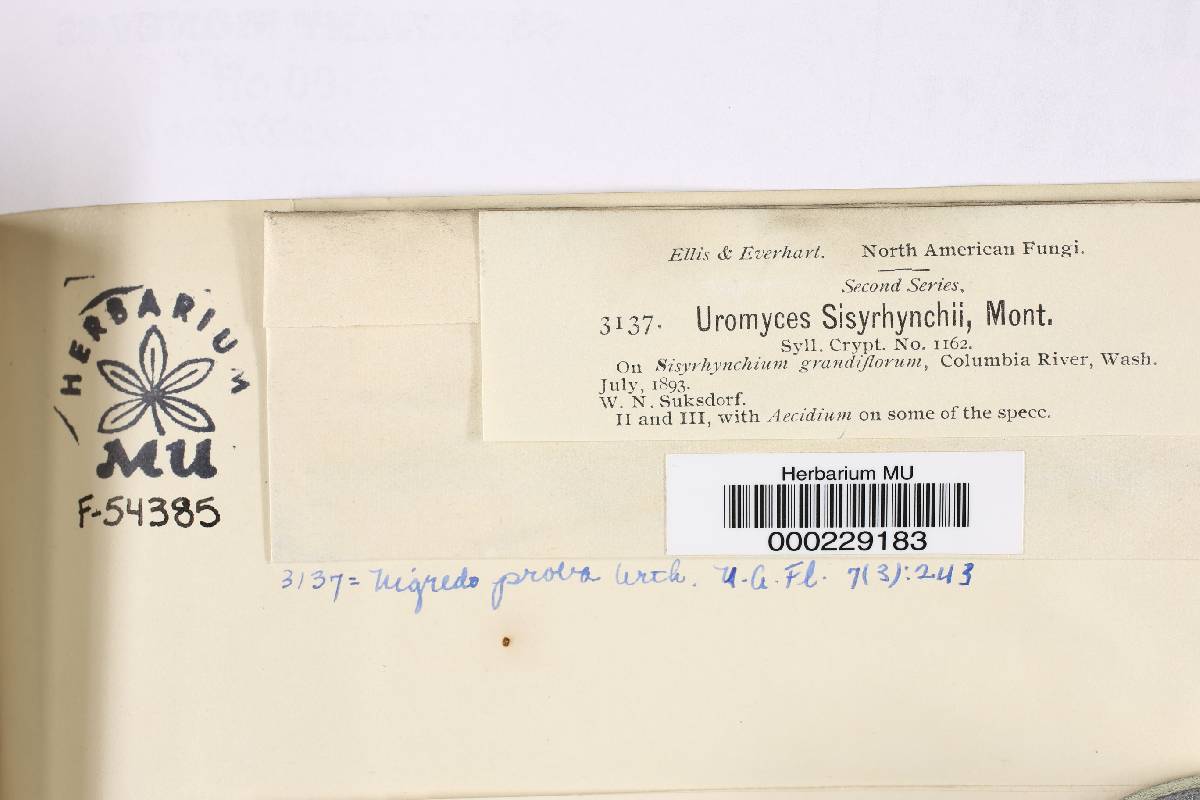 Ellis & Everhart. North American Fungi.
Second Series.
3137. Uromyces Sisyrhynchii, Mont.
Syll. Crypt. No. 1162.
On Sisyrhynchium grandiflorum, Columbia River, Wash.
July, 1893.
W. N. Suksdorf.
II and III, with Aecidium on some of the specc.
HERBARIUM
MU
F-54385
Herbarium MU
000229183
3137 = Nigredo proba Arth. N.A.Fl. 7(3):243